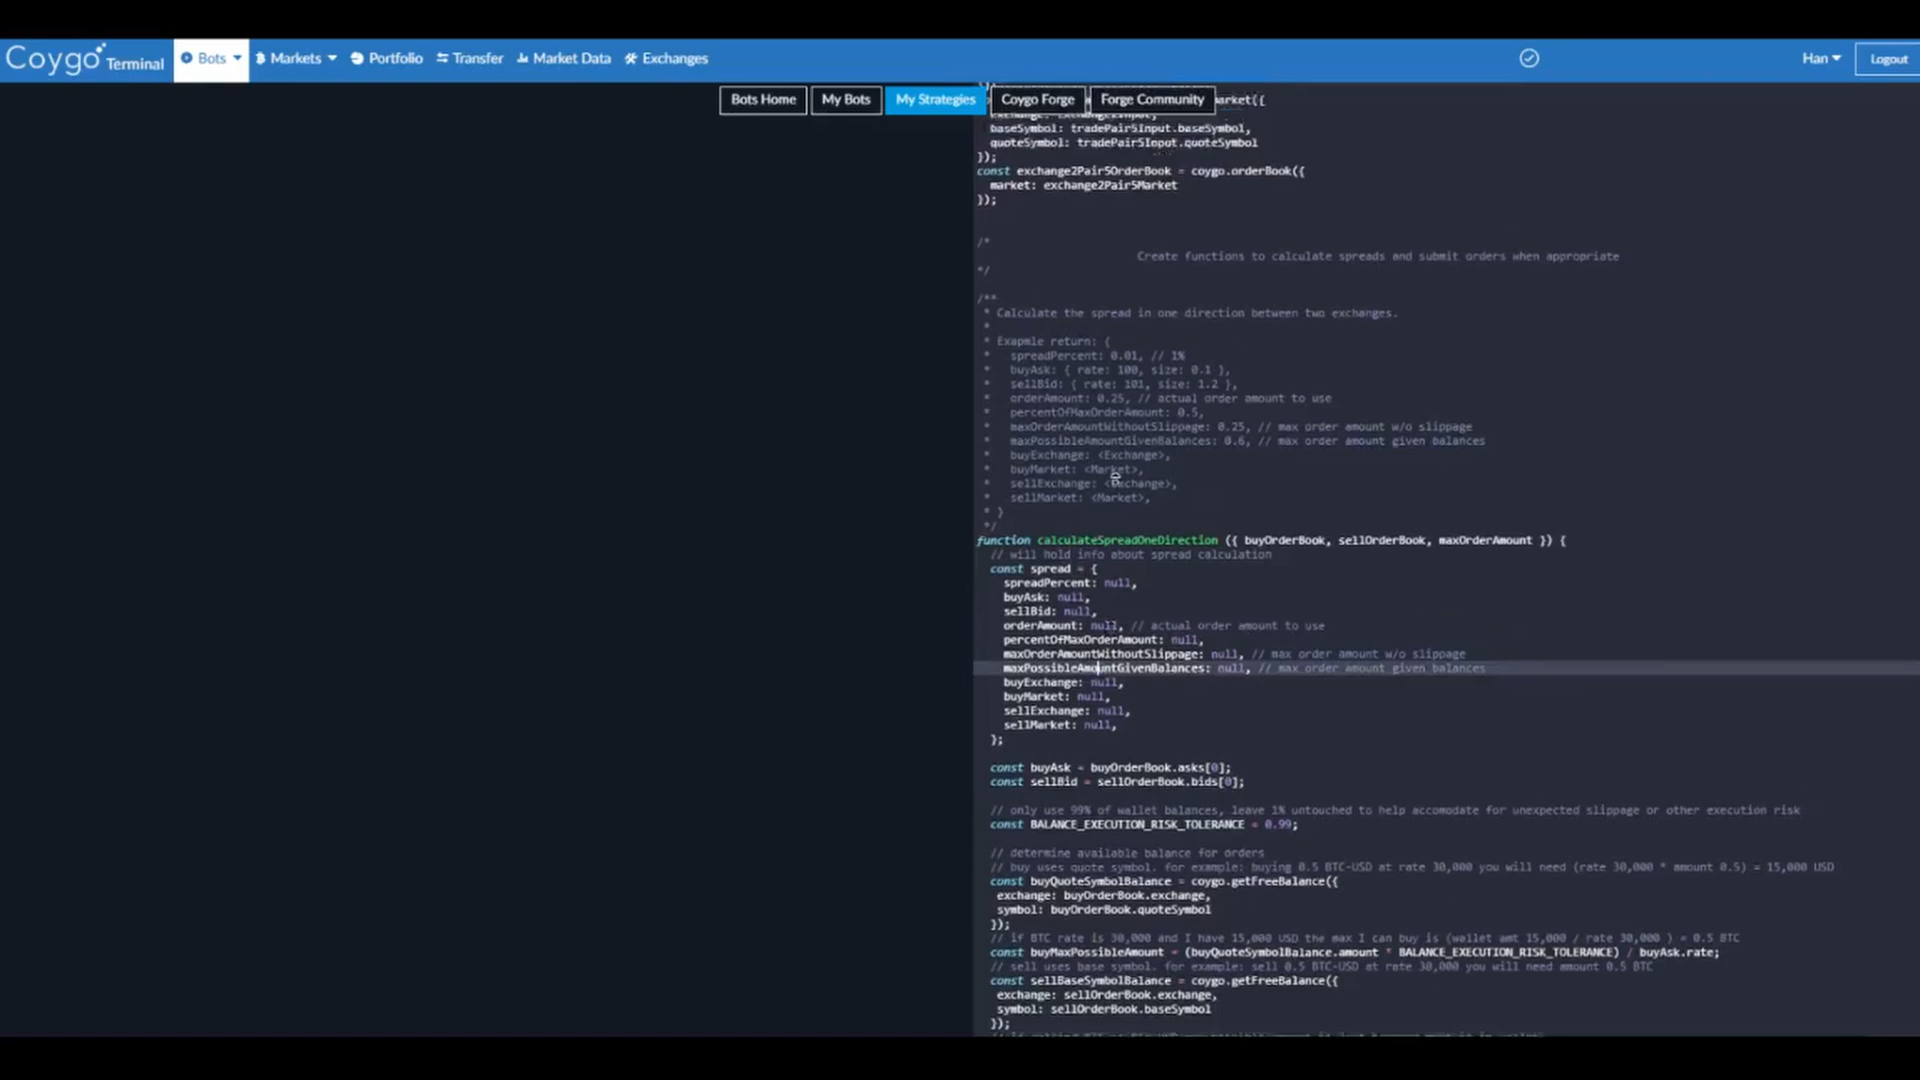 Coygo Terminal Bots Markets Portfolio Transfer Market Data Exchanges Han Logout
Bots Home My Bots My Strategies Coygo Forge Forge Community
arket({
baseSymbol: tradePair5Input.baseSymbol,
quoteSymbol: tradePair5Input.quoteSymbol
});
const exchange2Pair5OrderBook = coygo.orderBook({
market: exchange2Pair5Market
});
/*
Create functions to calculate spreads and submit orders when appropriate
*/
/**
* Calculate the spread in one direction between two exchanges.
*
* Exapmle return: {
* spreadPercent: 0.01, // 1%
* buyAsk: { rate: 100, size: 0.1 },
* sellBid: { rate: 101, size: 1.2 },
* orderAmount: 0.25, // actual order amount to use
* percentOfMaxOrderAmount: 0.5,
* maxOrderAmountWithoutSlippage: 0.25, // max order amount w/o slippage
* maxPossibleAmountGivenBalances: 0.6, // max order amount given balances
* buyExchange: <Exchange>,
* buyMarket: <Market>,
* sellExchange: <Exchange>,
* sellMarket: <Market>,
* }
*/
function calculateSpreadOneDirection ({ buyOrderBook, sellOrderBook, maxOrderAmount }) {
// will hold info about spread calculation
const spread = {
spreadPercent: null,
buyAsk: null,
sellBid: null,
orderAmount: null, // actual order amount to use
percentOfMaxOrderAmount: null,
maxOrderAmountWithoutSlippage: null, // max order amount w/o slippage
maxPossibleAmountGivenBalances: null, // max order amount given balances
buyExchange: null,
buyMarket: null,
sellExchange: null,
sellMarket: null,
};
const buyAsk = buyOrderBook.asks[0];
const sellBid = sellOrderBook.bids[0];
// only use 99% of wallet balances, leave 1% untouched to help accomodate for unexpected slippage or other execution risk
const BALANCE_EXECUTION_RISK_TOLERANCE = 0.99;
// determine available balance for orders
// buy uses quote symbol. for example: buying 0.5 BTC-USD at rate 30,000 you will need (rate 30,000 * amount 0.5) = 15,000 USD
const buyQuoteSymbolBalance = coygo.getFreeBalance({
exchange: buyOrderBook.exchange,
symbol: buyOrderBook.quoteSymbol
});
// if BTC rate is 30,000 and I have 15,000 USD the max I can buy is (wallet amt 15,000 / rate 30,000 ) = 0.5 BTC
const buyMaxPossibleAmount = (buyQuoteSymbolBalance.amount * BALANCE_EXECUTION_RISK_TOLERANCE) / buyAsk.rate;
// sell uses base symbol. for example: sell 0.5 BTC-USD at rate 30,000 you will need amount 0.5 BTC
const sellBaseSymbolBalance = coygo.getFreeBalance({
exchange: sellOrderBook.exchange,
symbol: sellOrderBook.baseSymbol
});